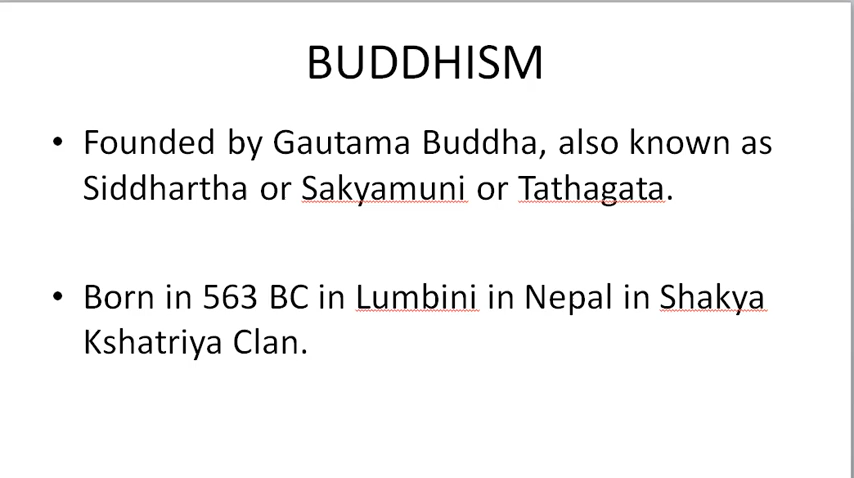 BUDDHISM
• Founded by Gautama Buddha, also known as
Siddhartha or Sakyamuni or Tathagata.
• Born in 563 BC in Lumbini in Nepal in Shakya
Kshatriya Clan.